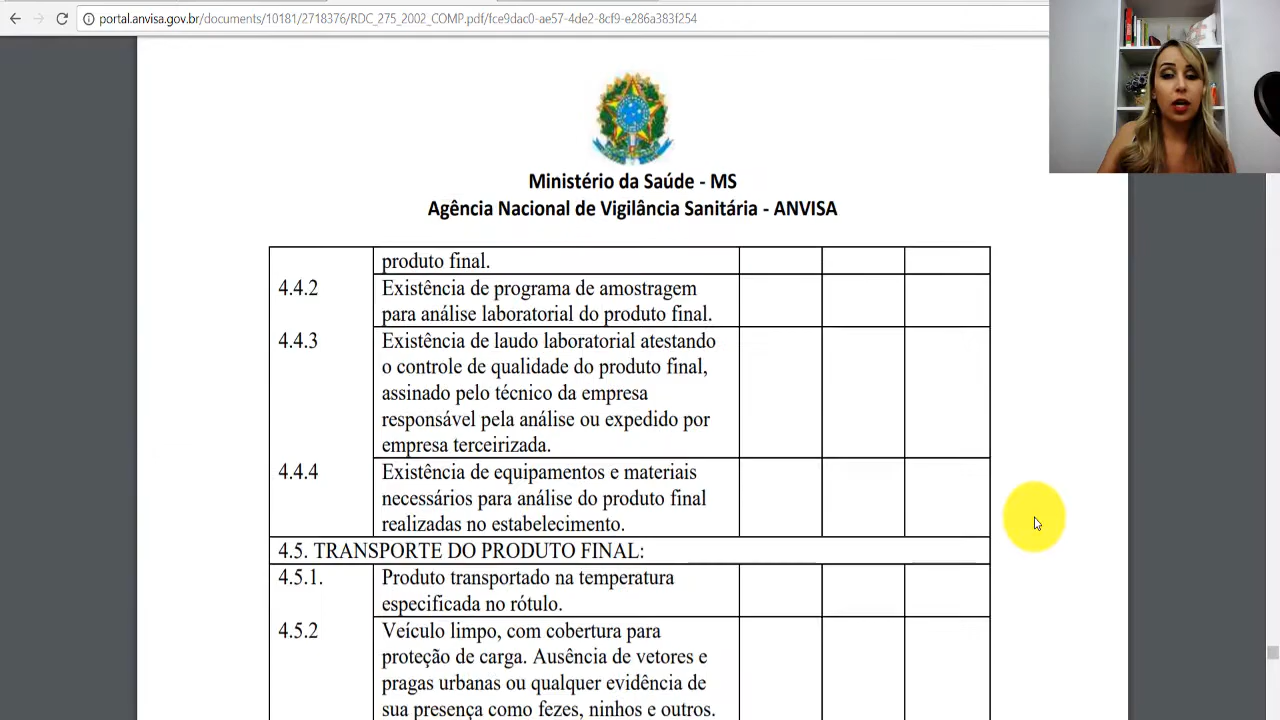 portal.anvisa.gov.br/documents/10181/2718376/RDC_275_2002_COMP.pdf/fce9dac0-ae57-4de2-8cf9-e286a383f254
Ministério da Saúde - MS
Agência Nacional de Vigilância Sanitária - ANVISA
produto final.
4.4.2 Existência de programa de amostragem
para análise laboratorial do produto final.
4.4.3 Existência de laudo laboratorial atestando
o controle de qualidade do produto final,
assinado pelo técnico da empresa
responsável pela análise ou expedido por
empresa terceirizada.
4.4.4 Existência de equipamentos e materiais
necessários para análise do produto final
realizadas no estabelecimento.
4.5. TRANSPORTE DO PRODUTO FINAL:
4.5.1. Produto transportado na temperatura
especificada no rótulo.
4.5.2 Veículo limpo, com cobertura para
proteção de carga. Ausência de vetores e
pragas urbanas ou qualquer evidência de
sua presença como fezes, ninhos e outros.